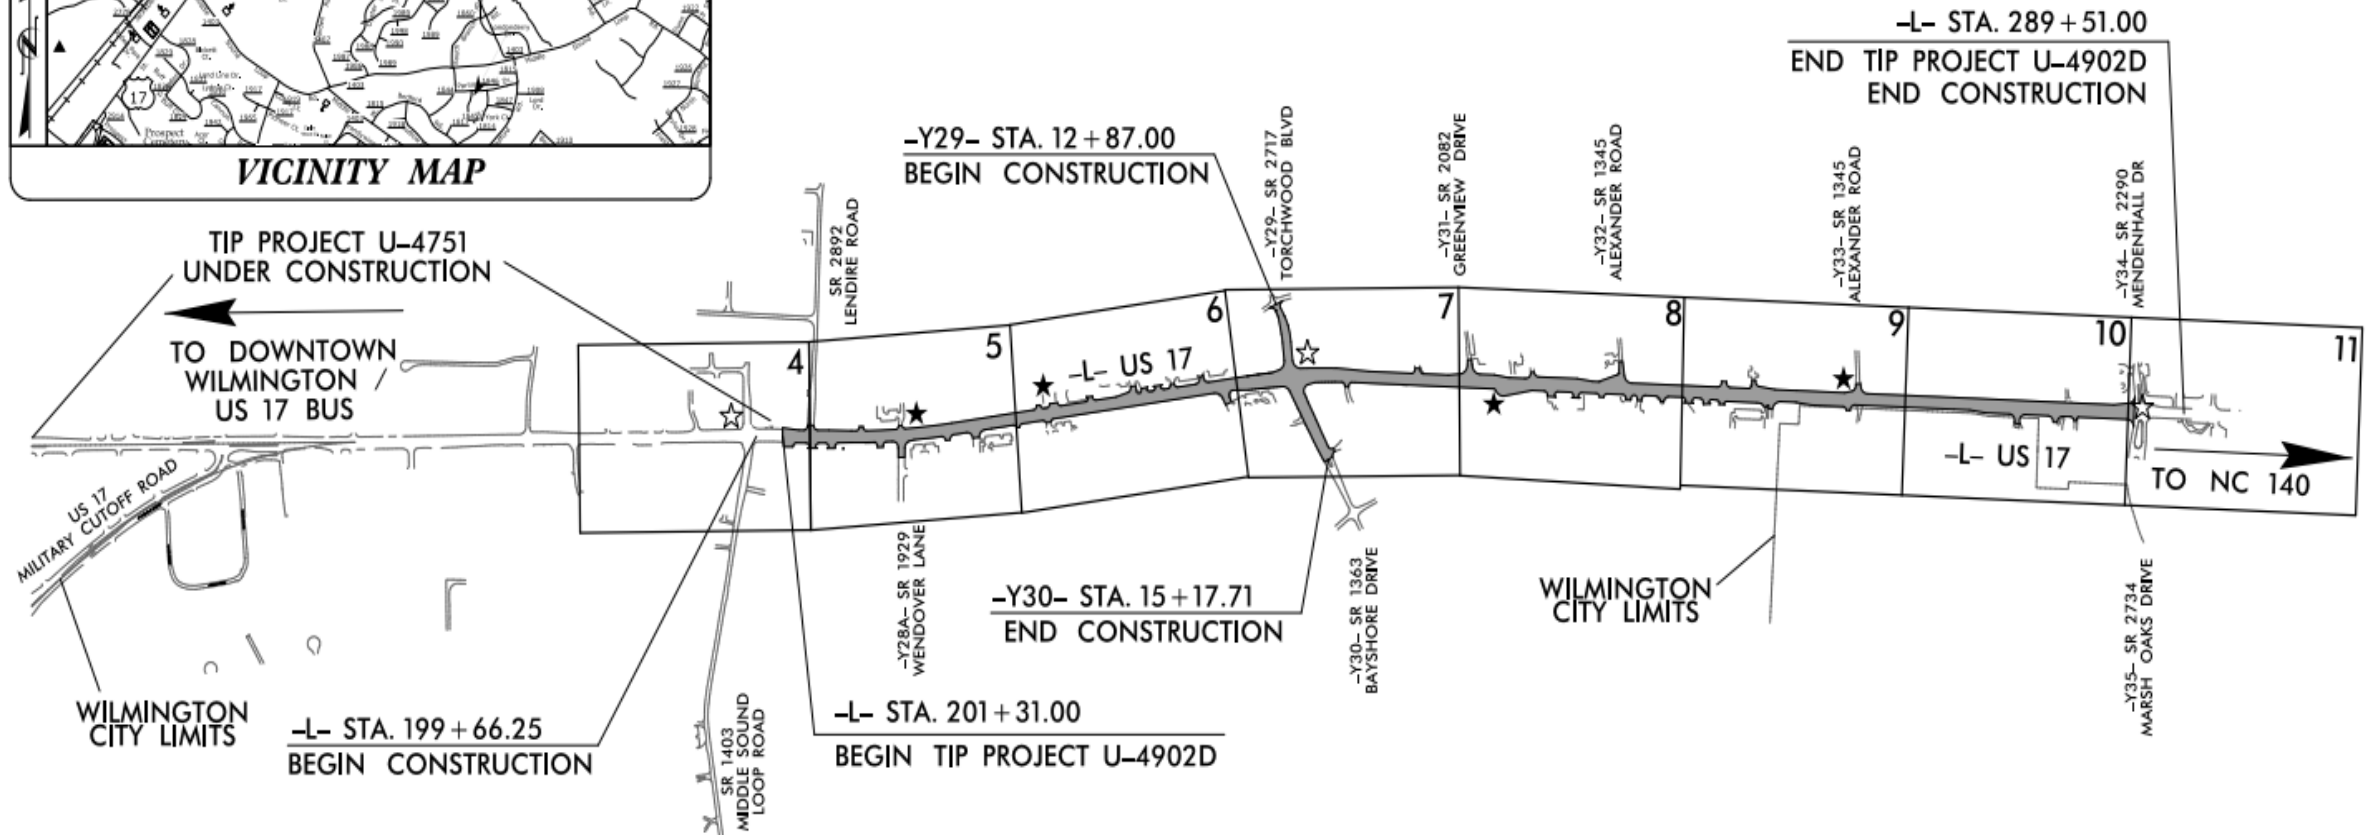 17
Prospect
VICINITY MAP
-L- STA. 289+51.00
END TIP PROJECT U-4902D
END CONSTRUCTION
-Y29- STA. 12+87.00
BEGIN CONSTRUCTION
-Y29- SR 2717
TORCHWOOD BLVD
-Y31- SR 2082
GREENVIEW DRIVE
-Y32- SR 1345
ALEXANDER ROAD
-Y33- SR 1345
ALEXANDER ROAD
-Y34- SR 2290
MENDENHALL DR
TIP PROJECT U-4751
UNDER CONSTRUCTION
SR 2892
LENDIRE ROAD
TO DOWNTOWN
WILMINGTON /
US 17 BUS
4
5
6
7
8
9
10
11
-L- US 17
-L- US 17
TO NC 140
US 17
MILITARY CUTOFF ROAD
WILMINGTON
CITY LIMITS
-L- STA. 199+66.25
BEGIN CONSTRUCTION
SR 1403
MIDDLE SOUND
LOOP ROAD
-L- STA. 201+31.00
BEGIN TIP PROJECT U-4902D
-Y28A- SR 1929
WENDOVER LANE
-Y30- STA. 15+17.71
END CONSTRUCTION
-Y30- SR 1363
BAYSHORE DRIVE
WILMINGTON
CITY LIMITS
-Y35- SR 2734
MARSH OAKS DRIVE